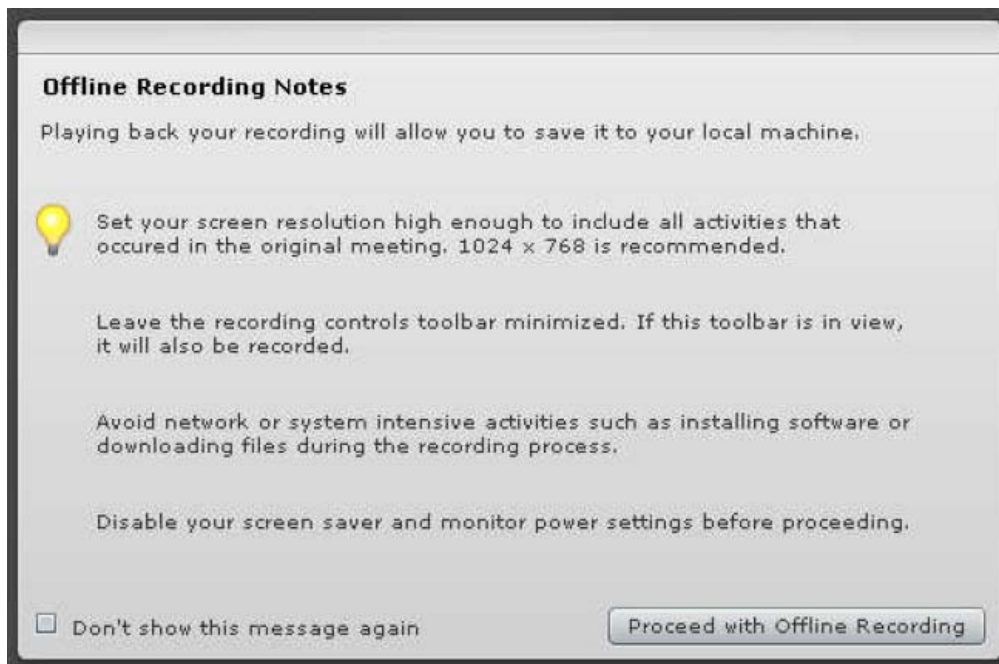 Offline Recording Notes
Playing back your recording will allow you to save it to your local machine.
Set your screen resolution high enough to include all activities that
occured in the original meeting. 1024 x 768 is recommended.
Leave the recording controls toolbar minimized. If this toolbar is in view,
it will also be recorded.
Avoid network or system intensive activities such as installing software or
downloading files during the recording process.
Disable your screen saver and monitor power settings before proceeding.
Don't show this message again
Proceed with Offline Recording